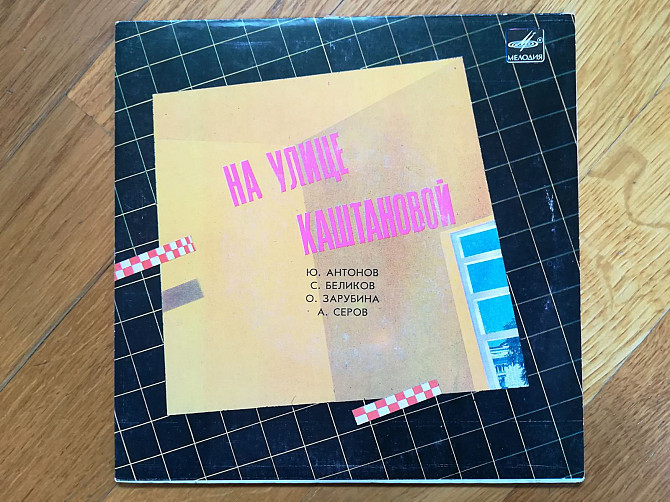 МЕЛОДИЯ
НА УЛИЦЕ
КАШТАНОВОЙ
Ю. АНТОНОВ
С. БЕЛИКОВ
О. ЗАРУБИНА
А. СЕРОВ